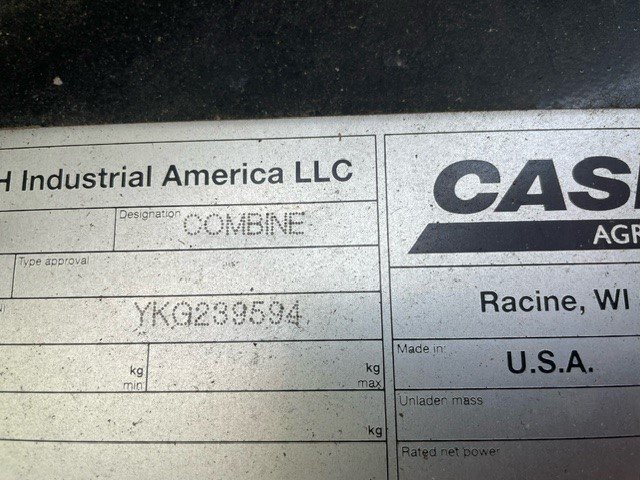 H Industrial America LLC
Designation COMBINE
Type approval
YKG239594
kg
min
kg
max
kg
CAS
AGR
Racine, WI
Made in:
U.S.A.
Unladen mass
Rated net power